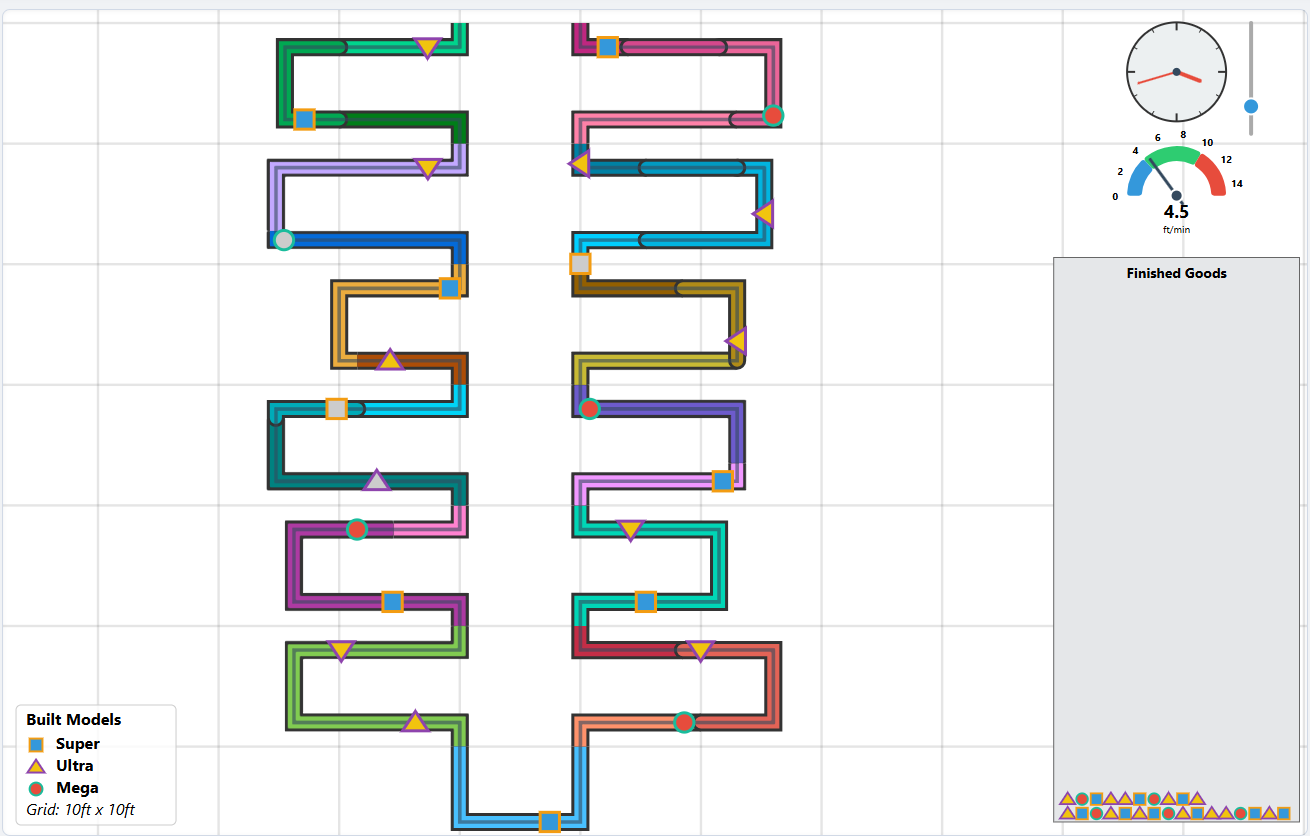 6
8
10
4
12
2
14
0
4.5
ft/min
Finished Goods
Built Models
Super
Ultra
Mega
Grid: 10ft x 10ft